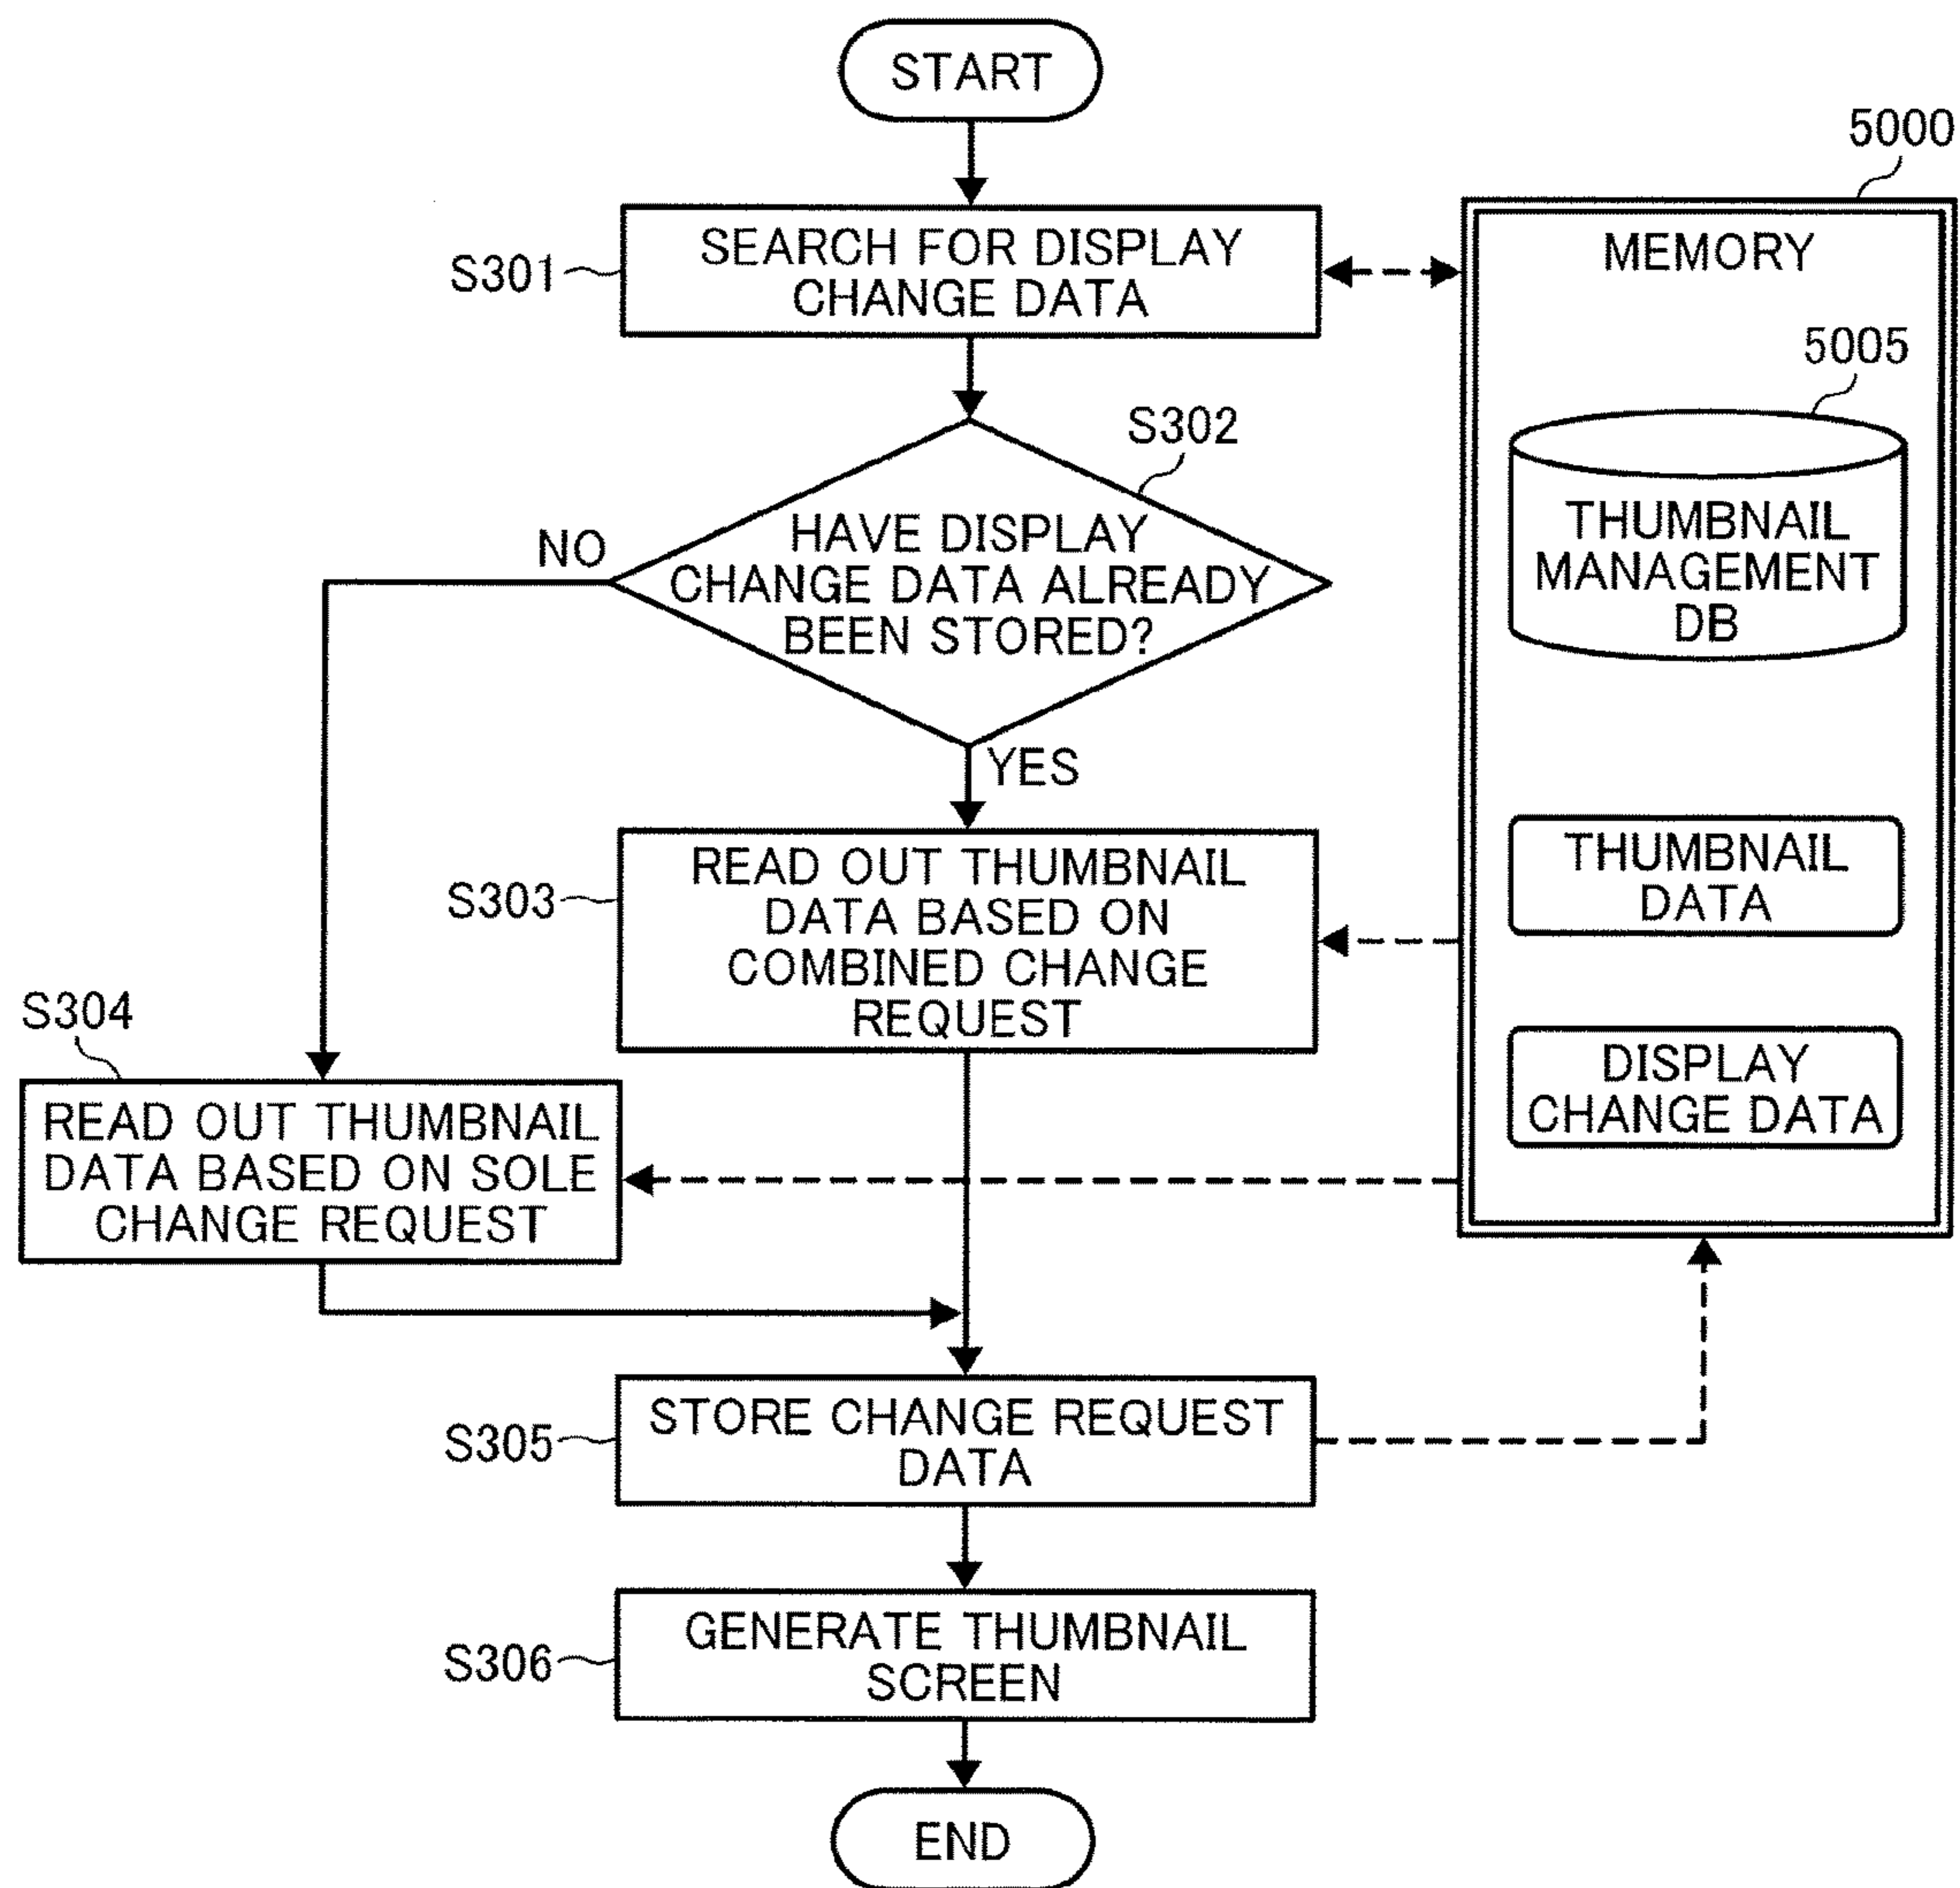 START
5000
S301
SEARCH FOR DISPLAY
CHANGE DATA
MEMORY
5005
S302
THUMBNAIL
MANAGEMENT
DB
NO
HAVE DISPLAY
CHANGE DATA ALREADY
BEEN STORED?
YES
S303
READ OUT THUMBNAIL
DATA BASED ON
COMBINED CHANGE
REQUEST
THUMBNAIL
DATA
S304
READ OUT THUMBNAIL
DATA BASED ON SOLE
CHANGE REQUEST
DISPLAY
CHANGE DATA
S305
STORE CHANGE REQUEST
DATA
S306
GENERATE THUMBNAIL
SCREEN
END